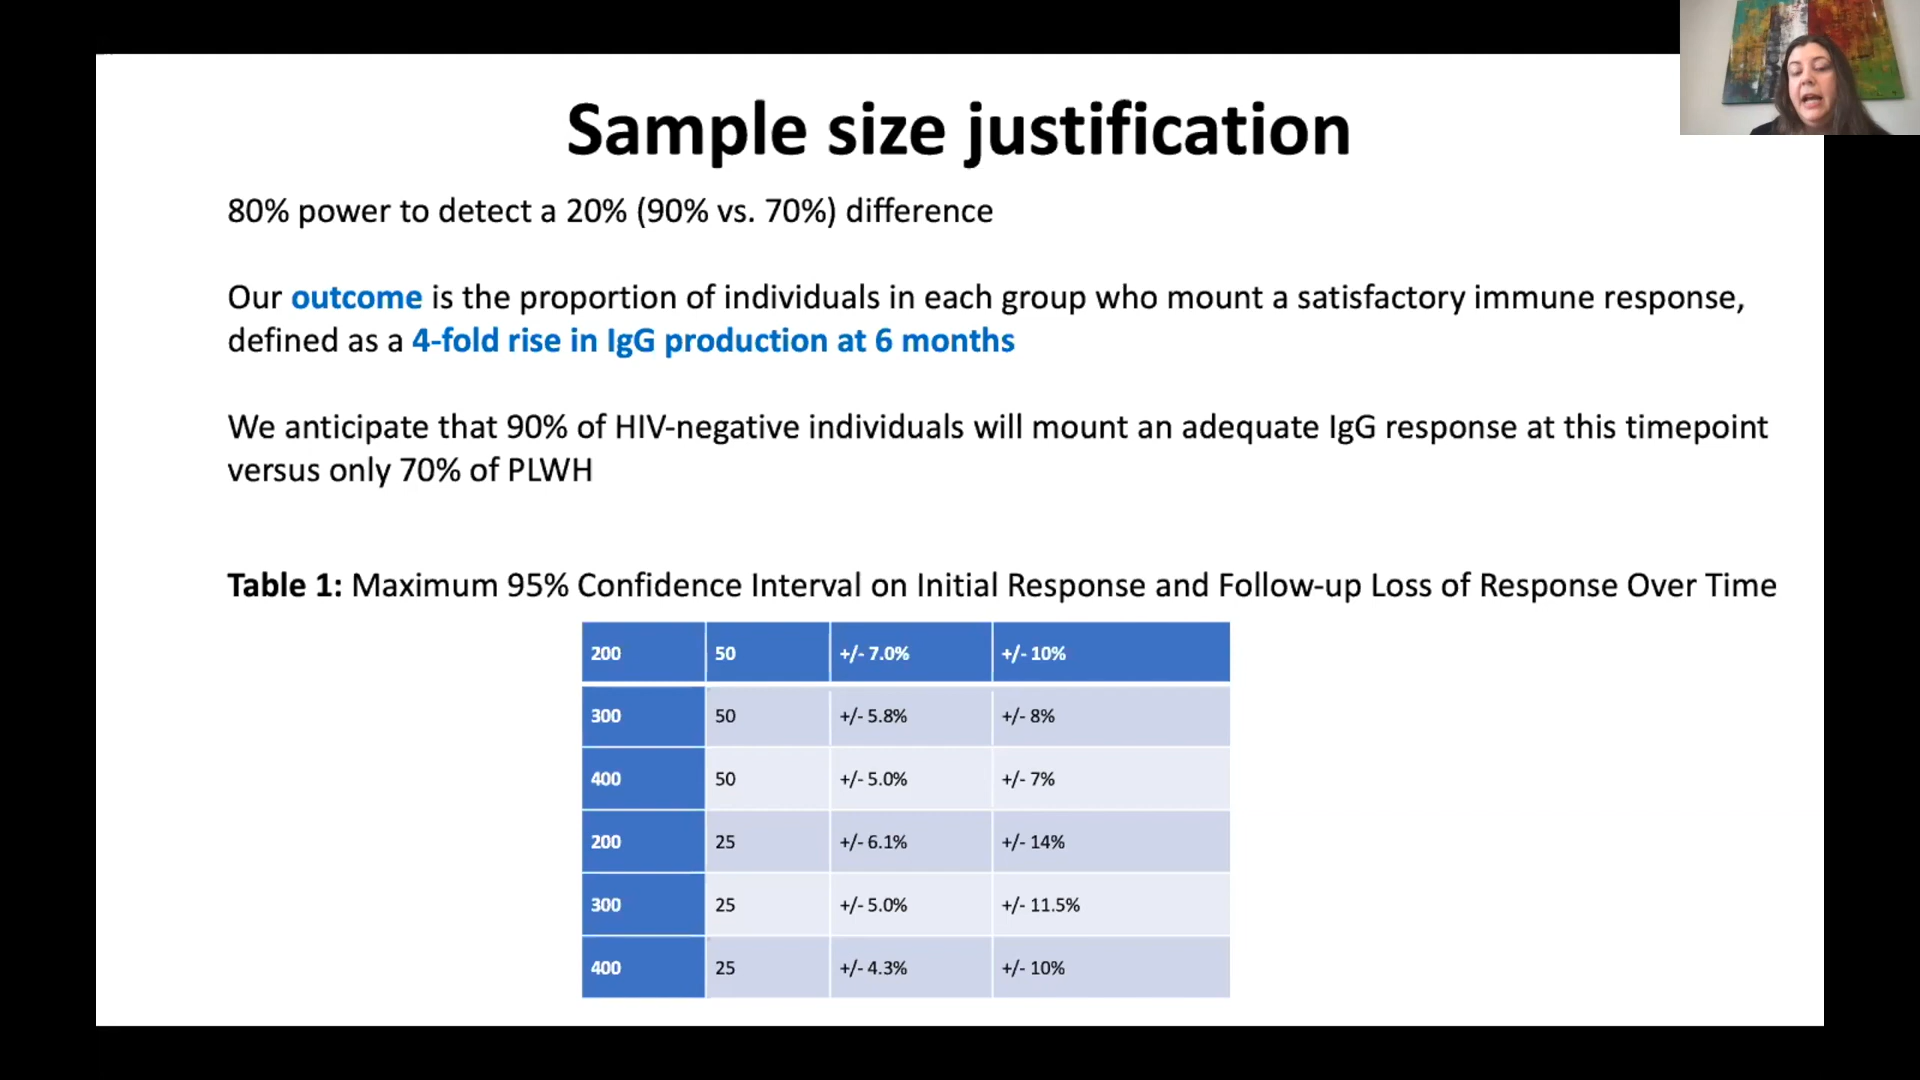 Sample size justification
80% power to detect a 20% (90% vs. 70%) difference
Our outcome is the proportion of individuals in each group who mount a satisfactory immune response,
defined as a 4-fold rise in IgG production at 6 months
We anticipate that 90% of HIV-negative individuals will mount an adequate IgG response at this timepoint
versus only 70% of PLWH
Table 1: Maximum 95% Confidence Interval on Initial Response and Follow-up Loss of Response Over Time
200 50 +/- 7.0% +/- 10%
300 50 +/- 5.8% +/- 8%
400 50 +/- 5.0% +/- 7%
200 25 +/- 6.1% +/- 14%
300 25 +/- 5.0% +/- 11.5%
400 25 +/- 4.3% +/- 10%